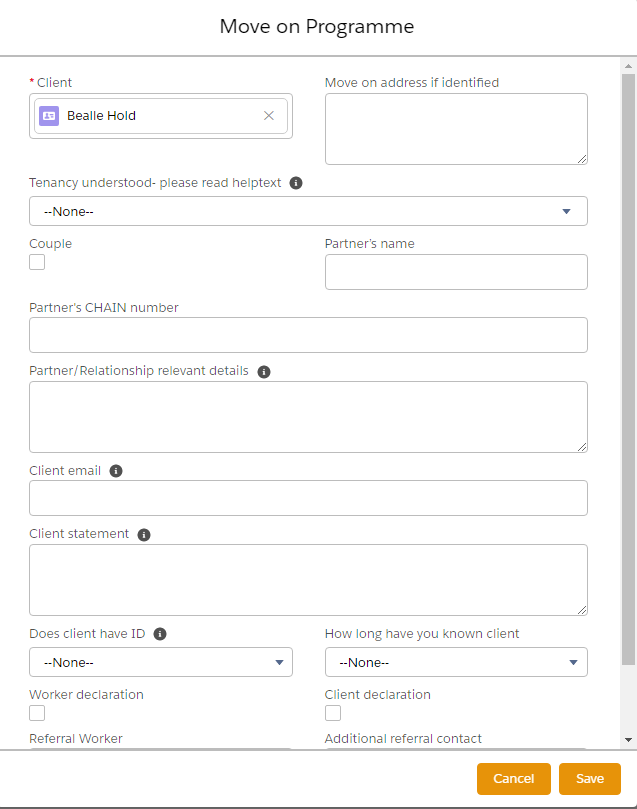 Move on Programme
* Client
Move on address if identified
Bealle Hold
Tenancy understood- please read helptext
--None--
Couple
Partner's name
Partner's CHAIN number
Partner/Relationship relevant details
Client email
Client statement
Does client have ID
How long have you known client
--None--
--None--
Worker declaration
Client declaration
Referral Worker
Additional referral contact
Cancel
Save